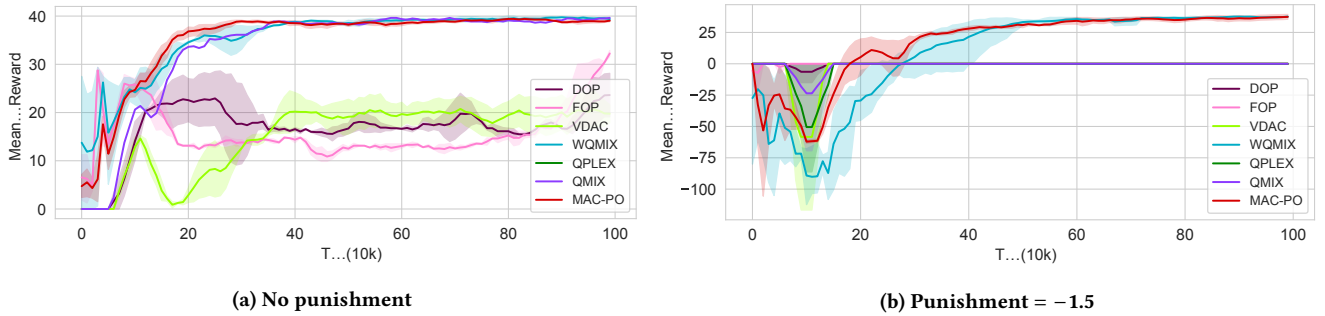 40
30
20
10
0
Mean...Reward
0
20
40
60
80
100
T...(10k)
DOP
FOP
VDAC
WQMIX
QPLEX
QMIX
MAC-PO
(a) No punishment
25
0
−25
−50
−75
−100
Mean...Reward
0
20
40
60
80
100
T...(10k)
DOP
FOP
VDAC
WQMIX
QPLEX
QMIX
MAC-PO
(b) Punishment = −1.5